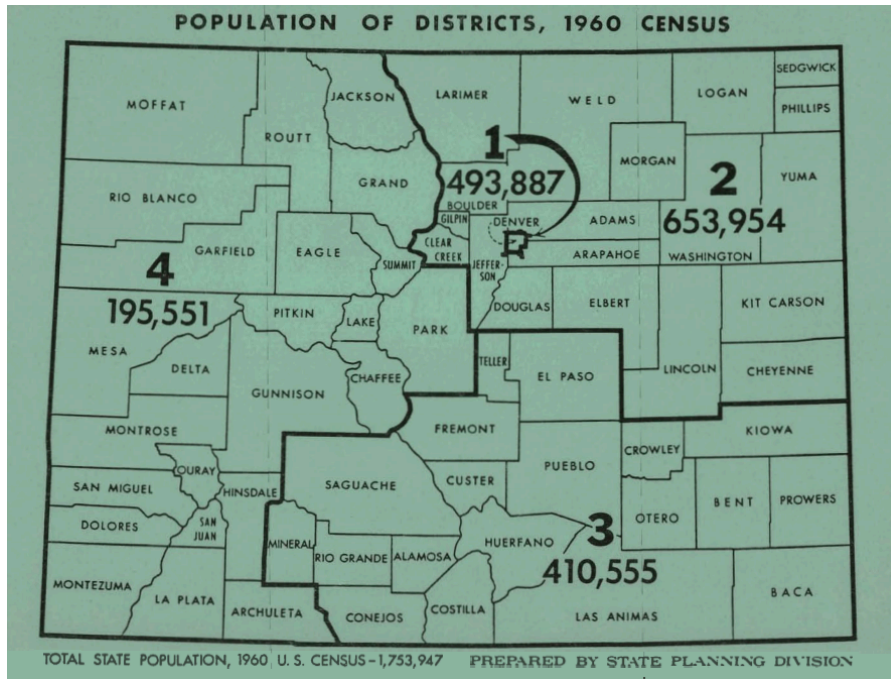 POPULATION OF DISTRICTS, 1960 CENSUS
SEDGWICK
MOFFAT
JACKSON
LARIMER
WELD
LOGAN
PHILLIPS
ROUTT
1
MORGAN
2
YUMA
RIO BLANCO
GRAND
493,887
BOULDER
GILPIN
DENVER
ADAMS
653,954
GARFIELD
EAGLE
SUMMIT
CLEAR
CREEK
JEFFER-
SON
ARAPAHOE
WASHINGTON
4
195,551
PITKIN
LAKE
PARK
DOUGLAS
ELBERT
KIT CARSON
MESA
DELTA
GUNNISON
CHAFFEE
TELLER
EL PASO
LINCOLN
CHEYENNE
MONTROSE
FREMONT
CROWLEY
KIOWA
OURAY
SAN MIGUEL
HINSDALE
SAGUACHE
CUSTER
PUEBLO
BENT
PROWERS
DOLORES
SAN
JUAN
MINERAL
RIO GRANDE
ALAMOSA
HUERFANO
3
OTERO
410,555
MONTEZUMA
LA PLATA
ARCHULETA
CONEJOS
COSTILLA
LAS ANIMAS
BACA
TOTAL STATE POPULATION, 1960 U. S. CENSUS-1,753,947 PREPARED BY STATE PLANNING DIVISION